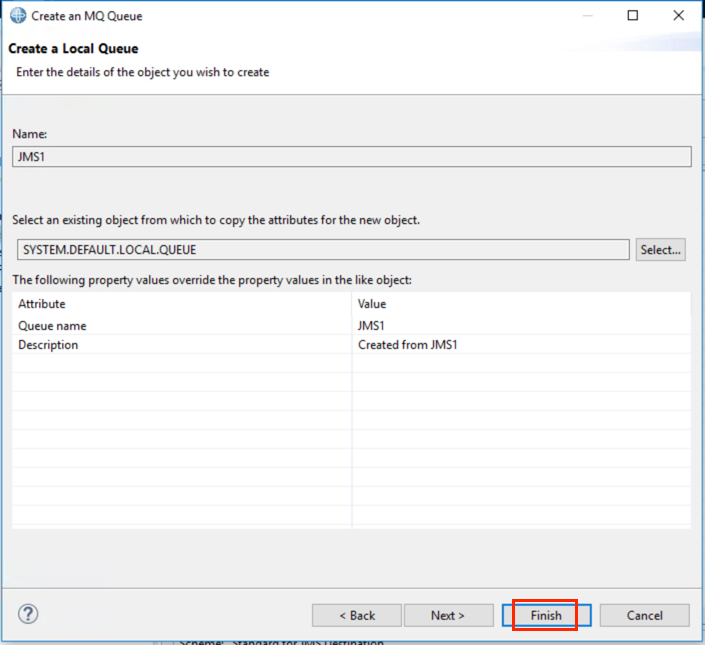 Create an MQ Queue
Create a Local Queue
Enter the details of the object you wish to create
Name:
JMS1
Select an existing object from which to copy the attributes for the new object.
SYSTEM.DEFAULT.LOCAL.QUEUE Select...
The following property values override the property values in the like object:
Attribute Value
Queue name JMS1
Description Created from JMS1
? < Back Next > Finish Cancel
Scheme: Standard for JMS Destination